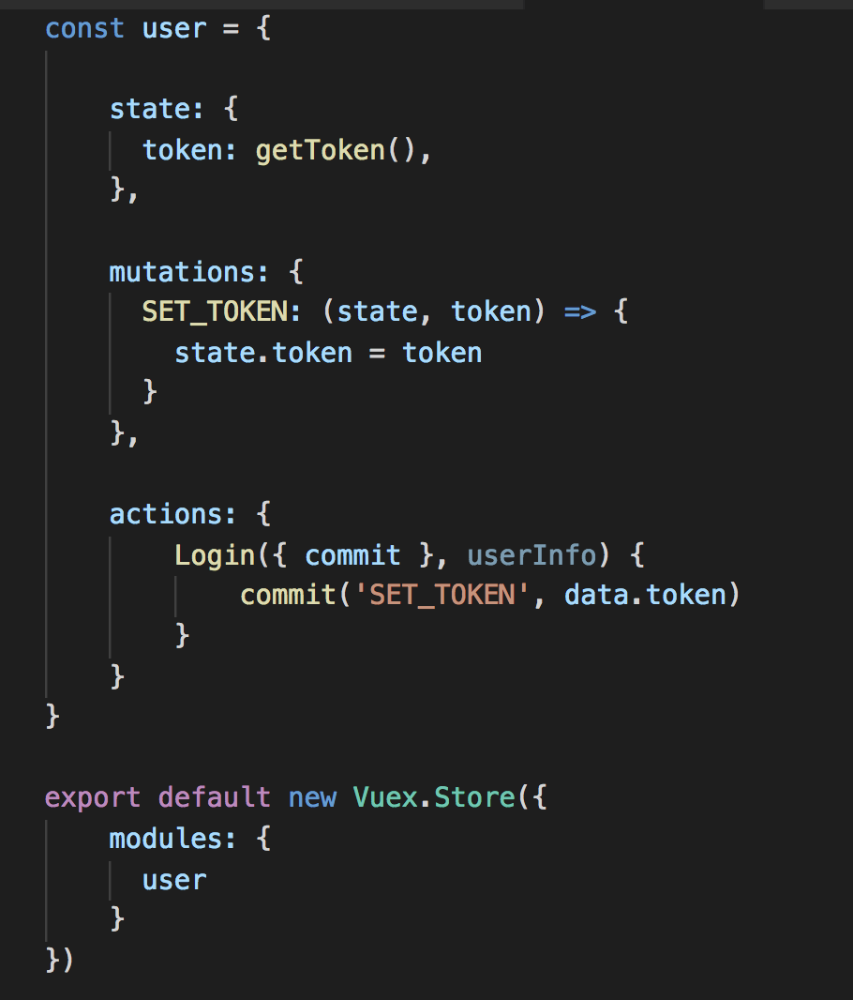 const user = {
state: {
token: getToken(),
},
mutations: {
SET_TOKEN: (state, token) => {
state.token = token
}
},
actions: {
Login({ commit }, userInfo) {
commit('SET_TOKEN', data.token)
}
}
}
export default new Vuex.Store({
modules: {
user
}
})